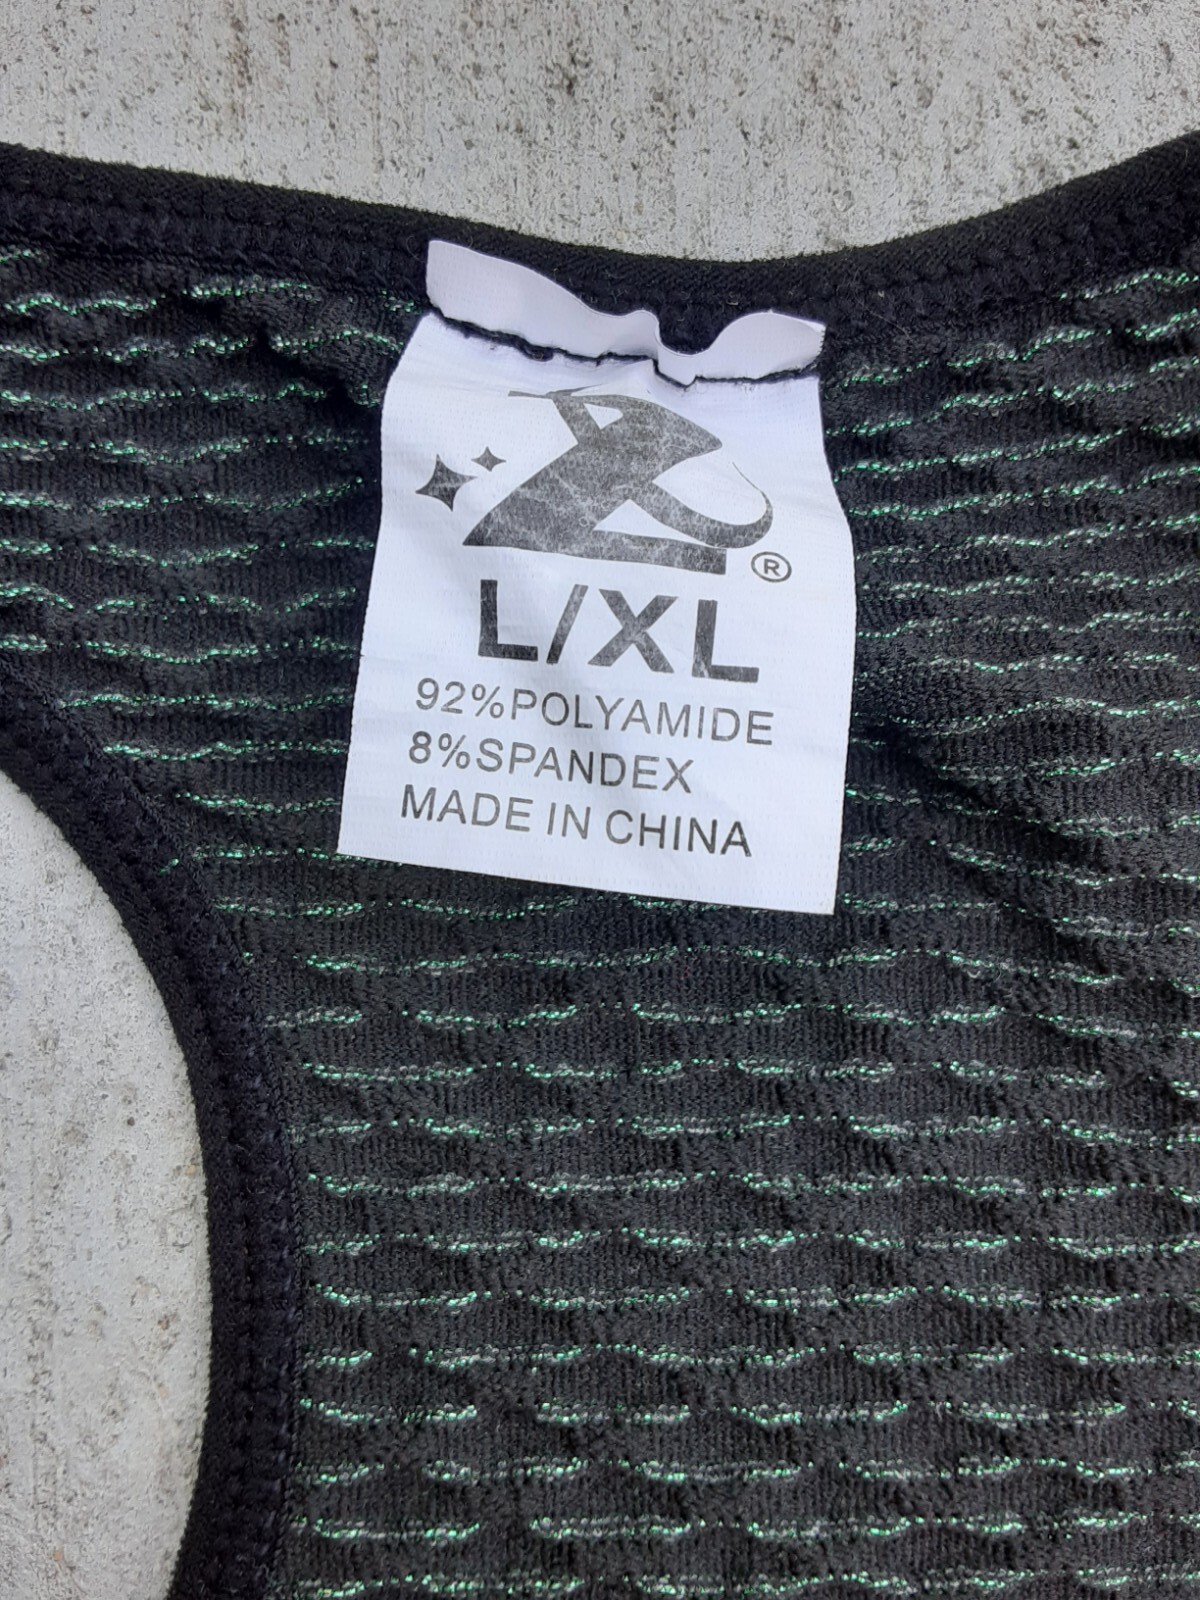 ®
L/XL
92%POLYAMIDE
8%SPANDEX
MADE IN CHINA